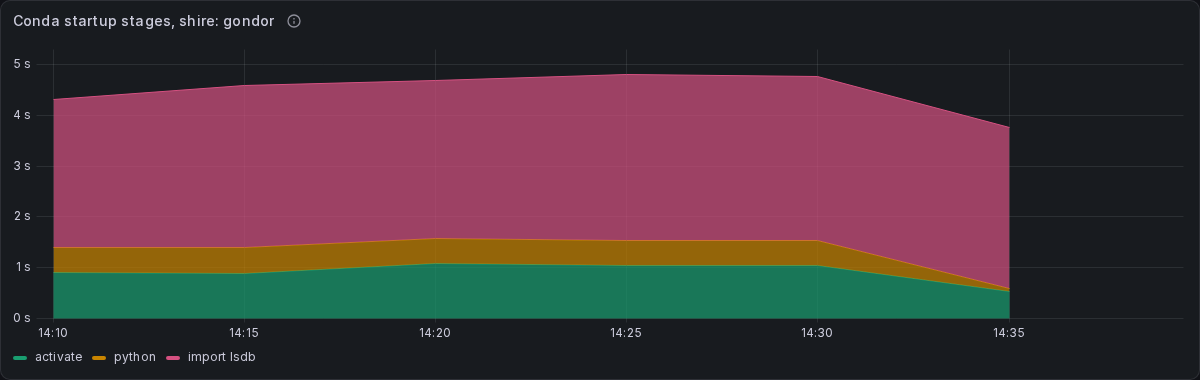 Conda startup stages, shire: gondor
5 s
4 s
3 s
2 s
1 s
0 s
14:10 14:15 14:20 14:25 14:30 14:35
activate python import lsdb